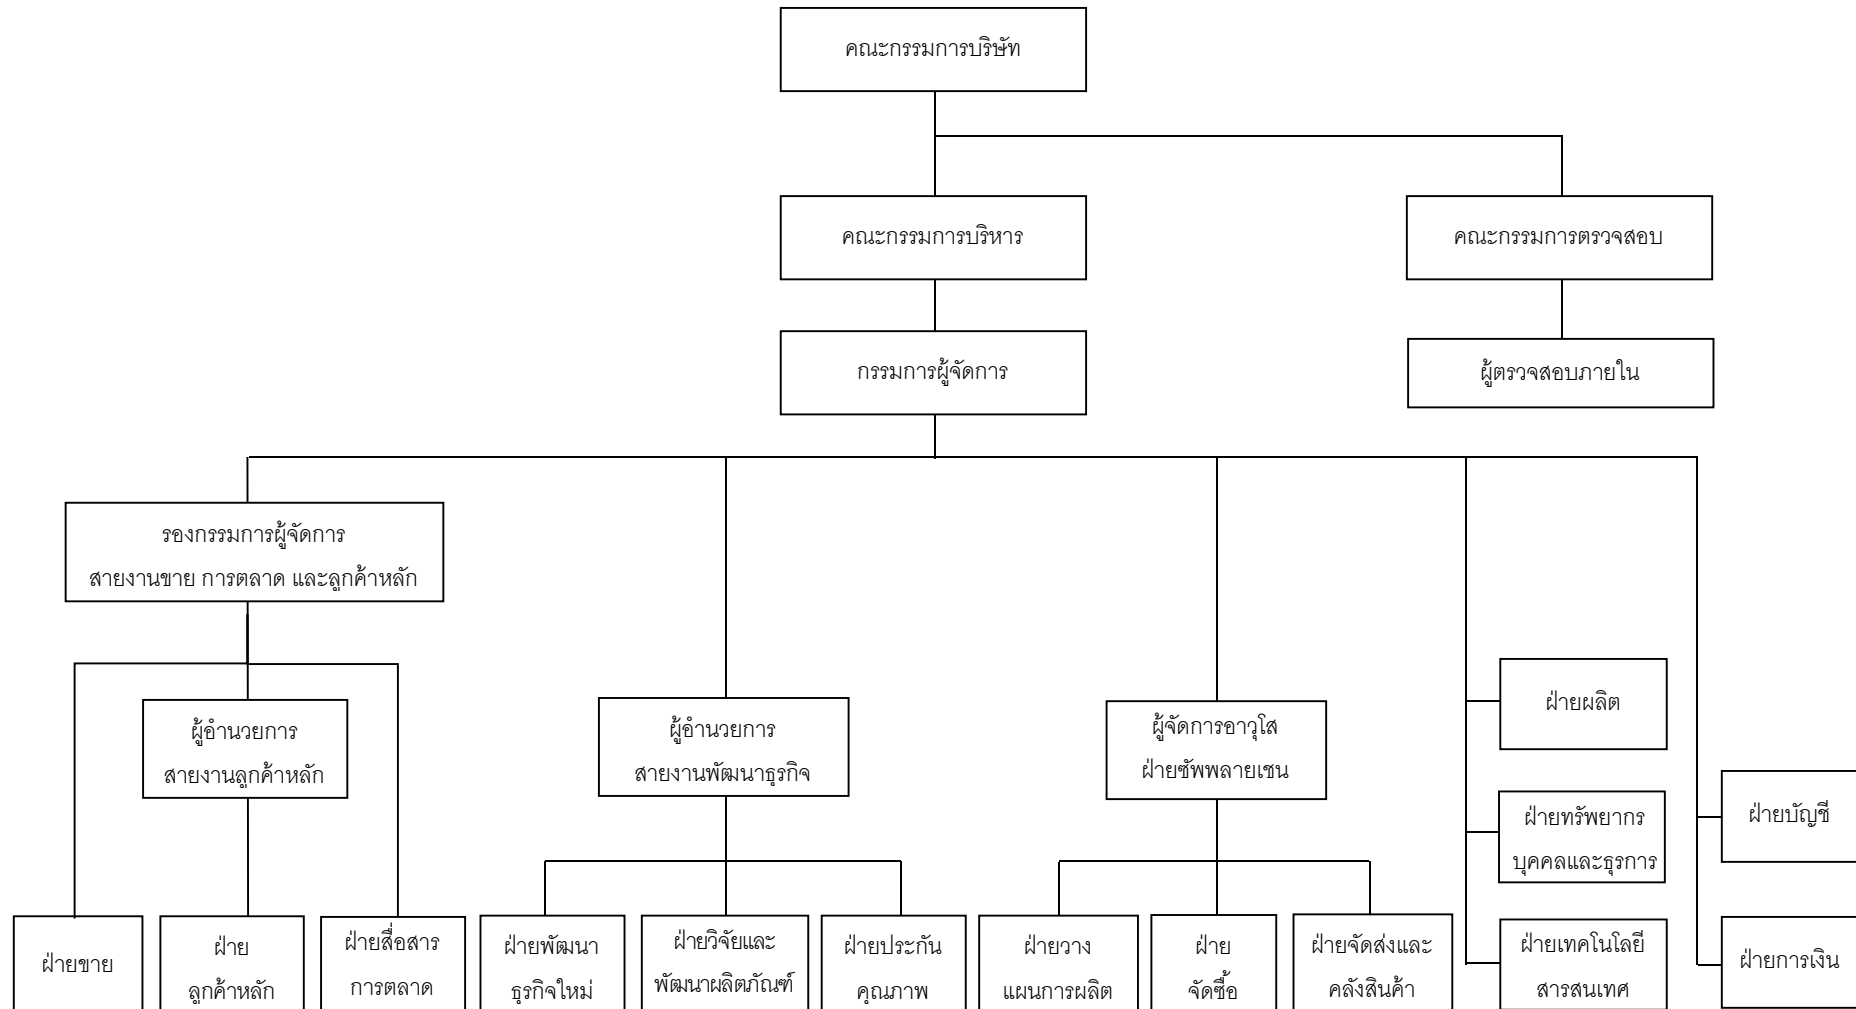 คณะกรรมการบริษัท
คณะกรรมการบริหาร
คณะกรรมการตรวจสอบ
กรรมการผู้จัดการ
ผู้ตรวจสอบภายใน
รองกรรมการผู้จัดการ
สายงานขาย การตลาด และลูกค้าหลัก
ผู้อำนวยการ
สายงานลูกค้าหลัก
ผู้อำนวยการ
สายงานพัฒนาธุรกิจ
ผู้จัดการอาวุโส
ฝ่ายซัพพลายเชน
ฝ่ายผลิต
ฝ่ายทรัพยากร
บุคคลและธุรการ
ฝ่ายบัญชี
ฝ่ายขาย
ฝ่าย
ลูกค้าหลัก
ฝ่ายสื่อสาร
การตลาด
ฝ่ายพัฒนา
ธุรกิจใหม่
ฝ่ายวิจัยและ
พัฒนาผลิตภัณฑ์
ฝ่ายประกัน
คุณภาพ
ฝ่ายวาง
แผนการผลิต
ฝ่าย
จัดซื้อ
ฝ่ายจัดส่งและ
คลังสินค้า
ฝ่ายเทคโนโลยี
สารสนเทศ
ฝ่ายการเงิน